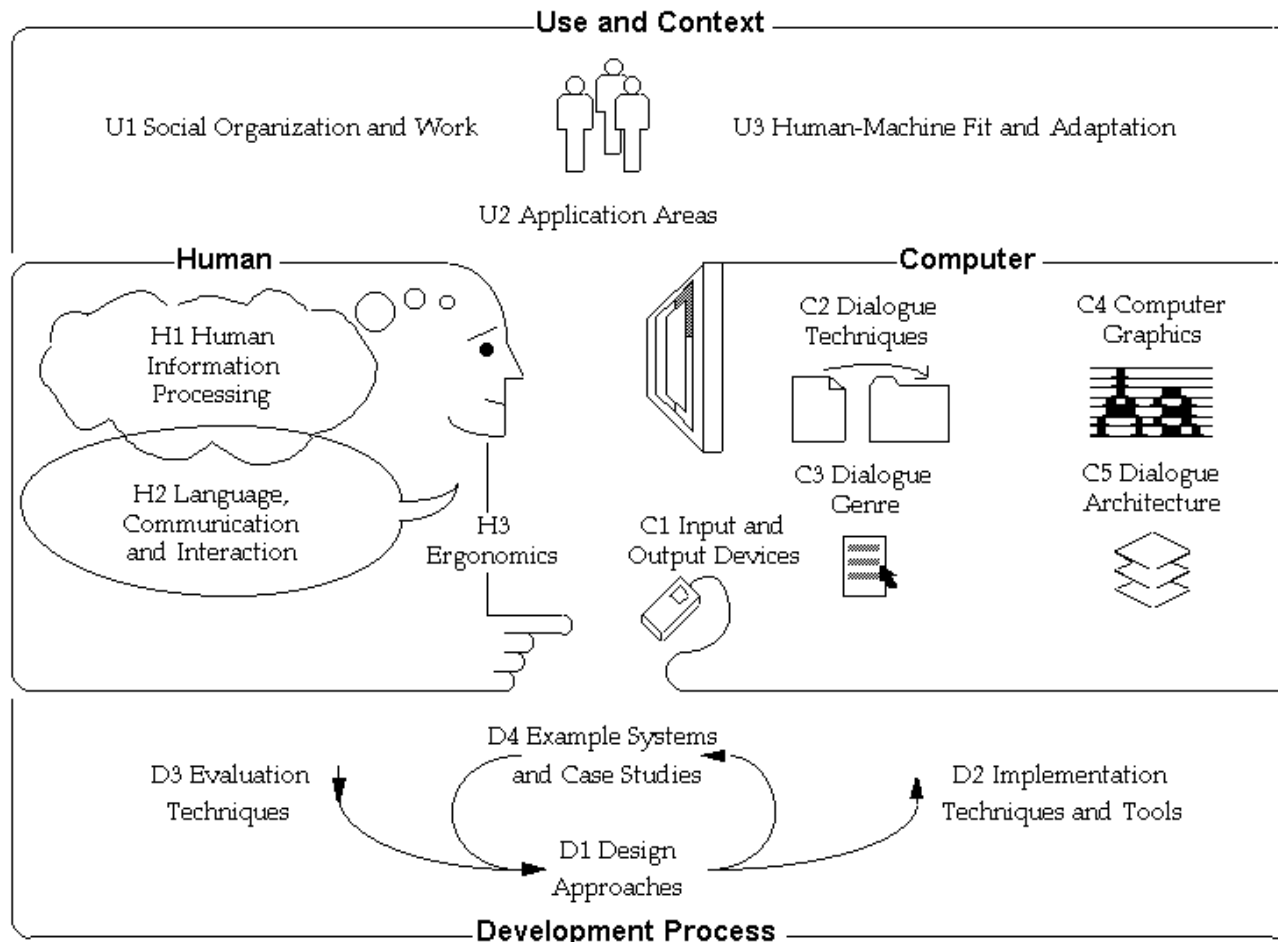 Use and Context
U1 Social Organization and Work
U3 Human-Machine Fit and Adaptation
U2 Application Areas
Human
H1 Human
Information
Processing
H2 Language,
Communication
and Interaction
H3
Ergonomics
Computer
C1 Input and
Output Devices
C2 Dialogue
Techniques
C3 Dialogue
Genre
C4 Computer
Graphics
C5 Dialogue
Architecture
D3 Evaluation
Techniques
D4 Example Systems
and Case Studies
D1 Design
Approaches
D2 Implementation
Techniques and Tools
Development Process